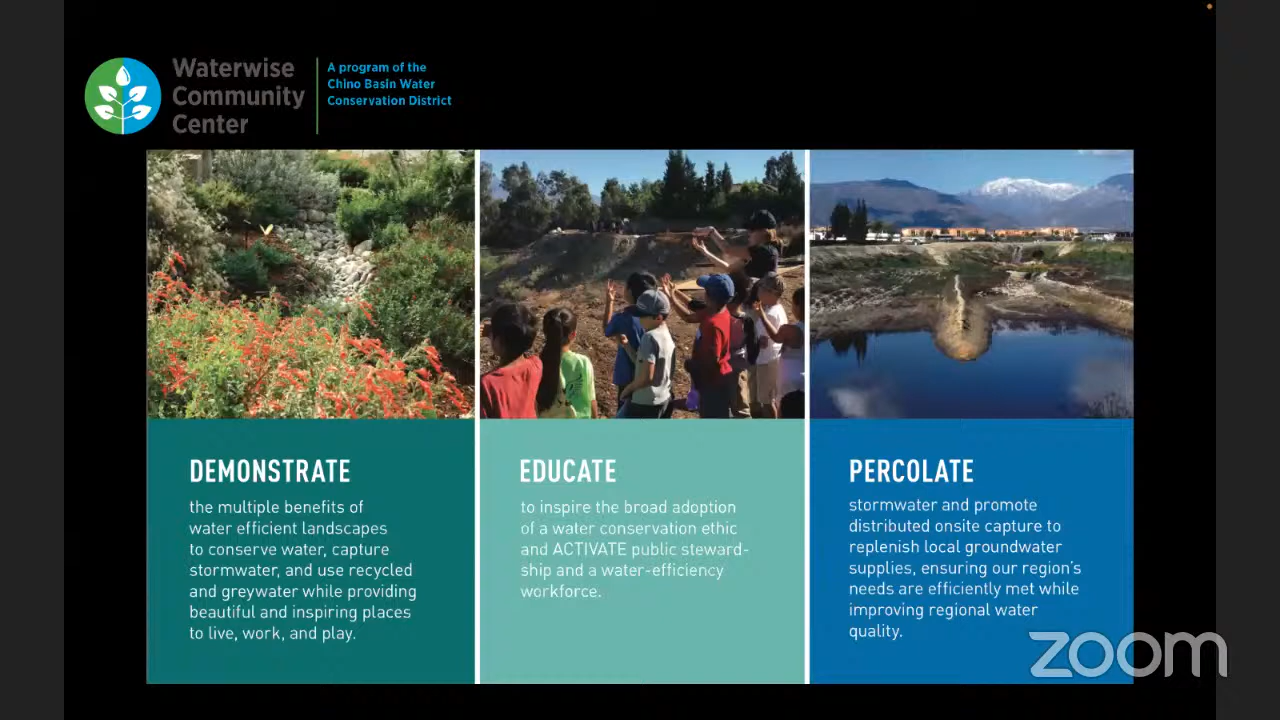 Waterwise
Community
Center
A program of the
Chino Basin Water
Conservation District
DEMONSTRATE
the multiple benefits of
water efficient landscapes
to conserve water, capture
stormwater, and use recycled
and greywater while providing
beautiful and inspiring places
to live, work, and play.
EDUCATE
to inspire the broad adoption
of a water conservation ethic
and ACTIVATE public steward-
ship and a water-efficiency
workforce.
PERCOLATE
stormwater and promote
distributed onsite capture to
replenish local groundwater
supplies, ensuring our region's
needs are efficiently met while
improving regional water
quality.
zoom